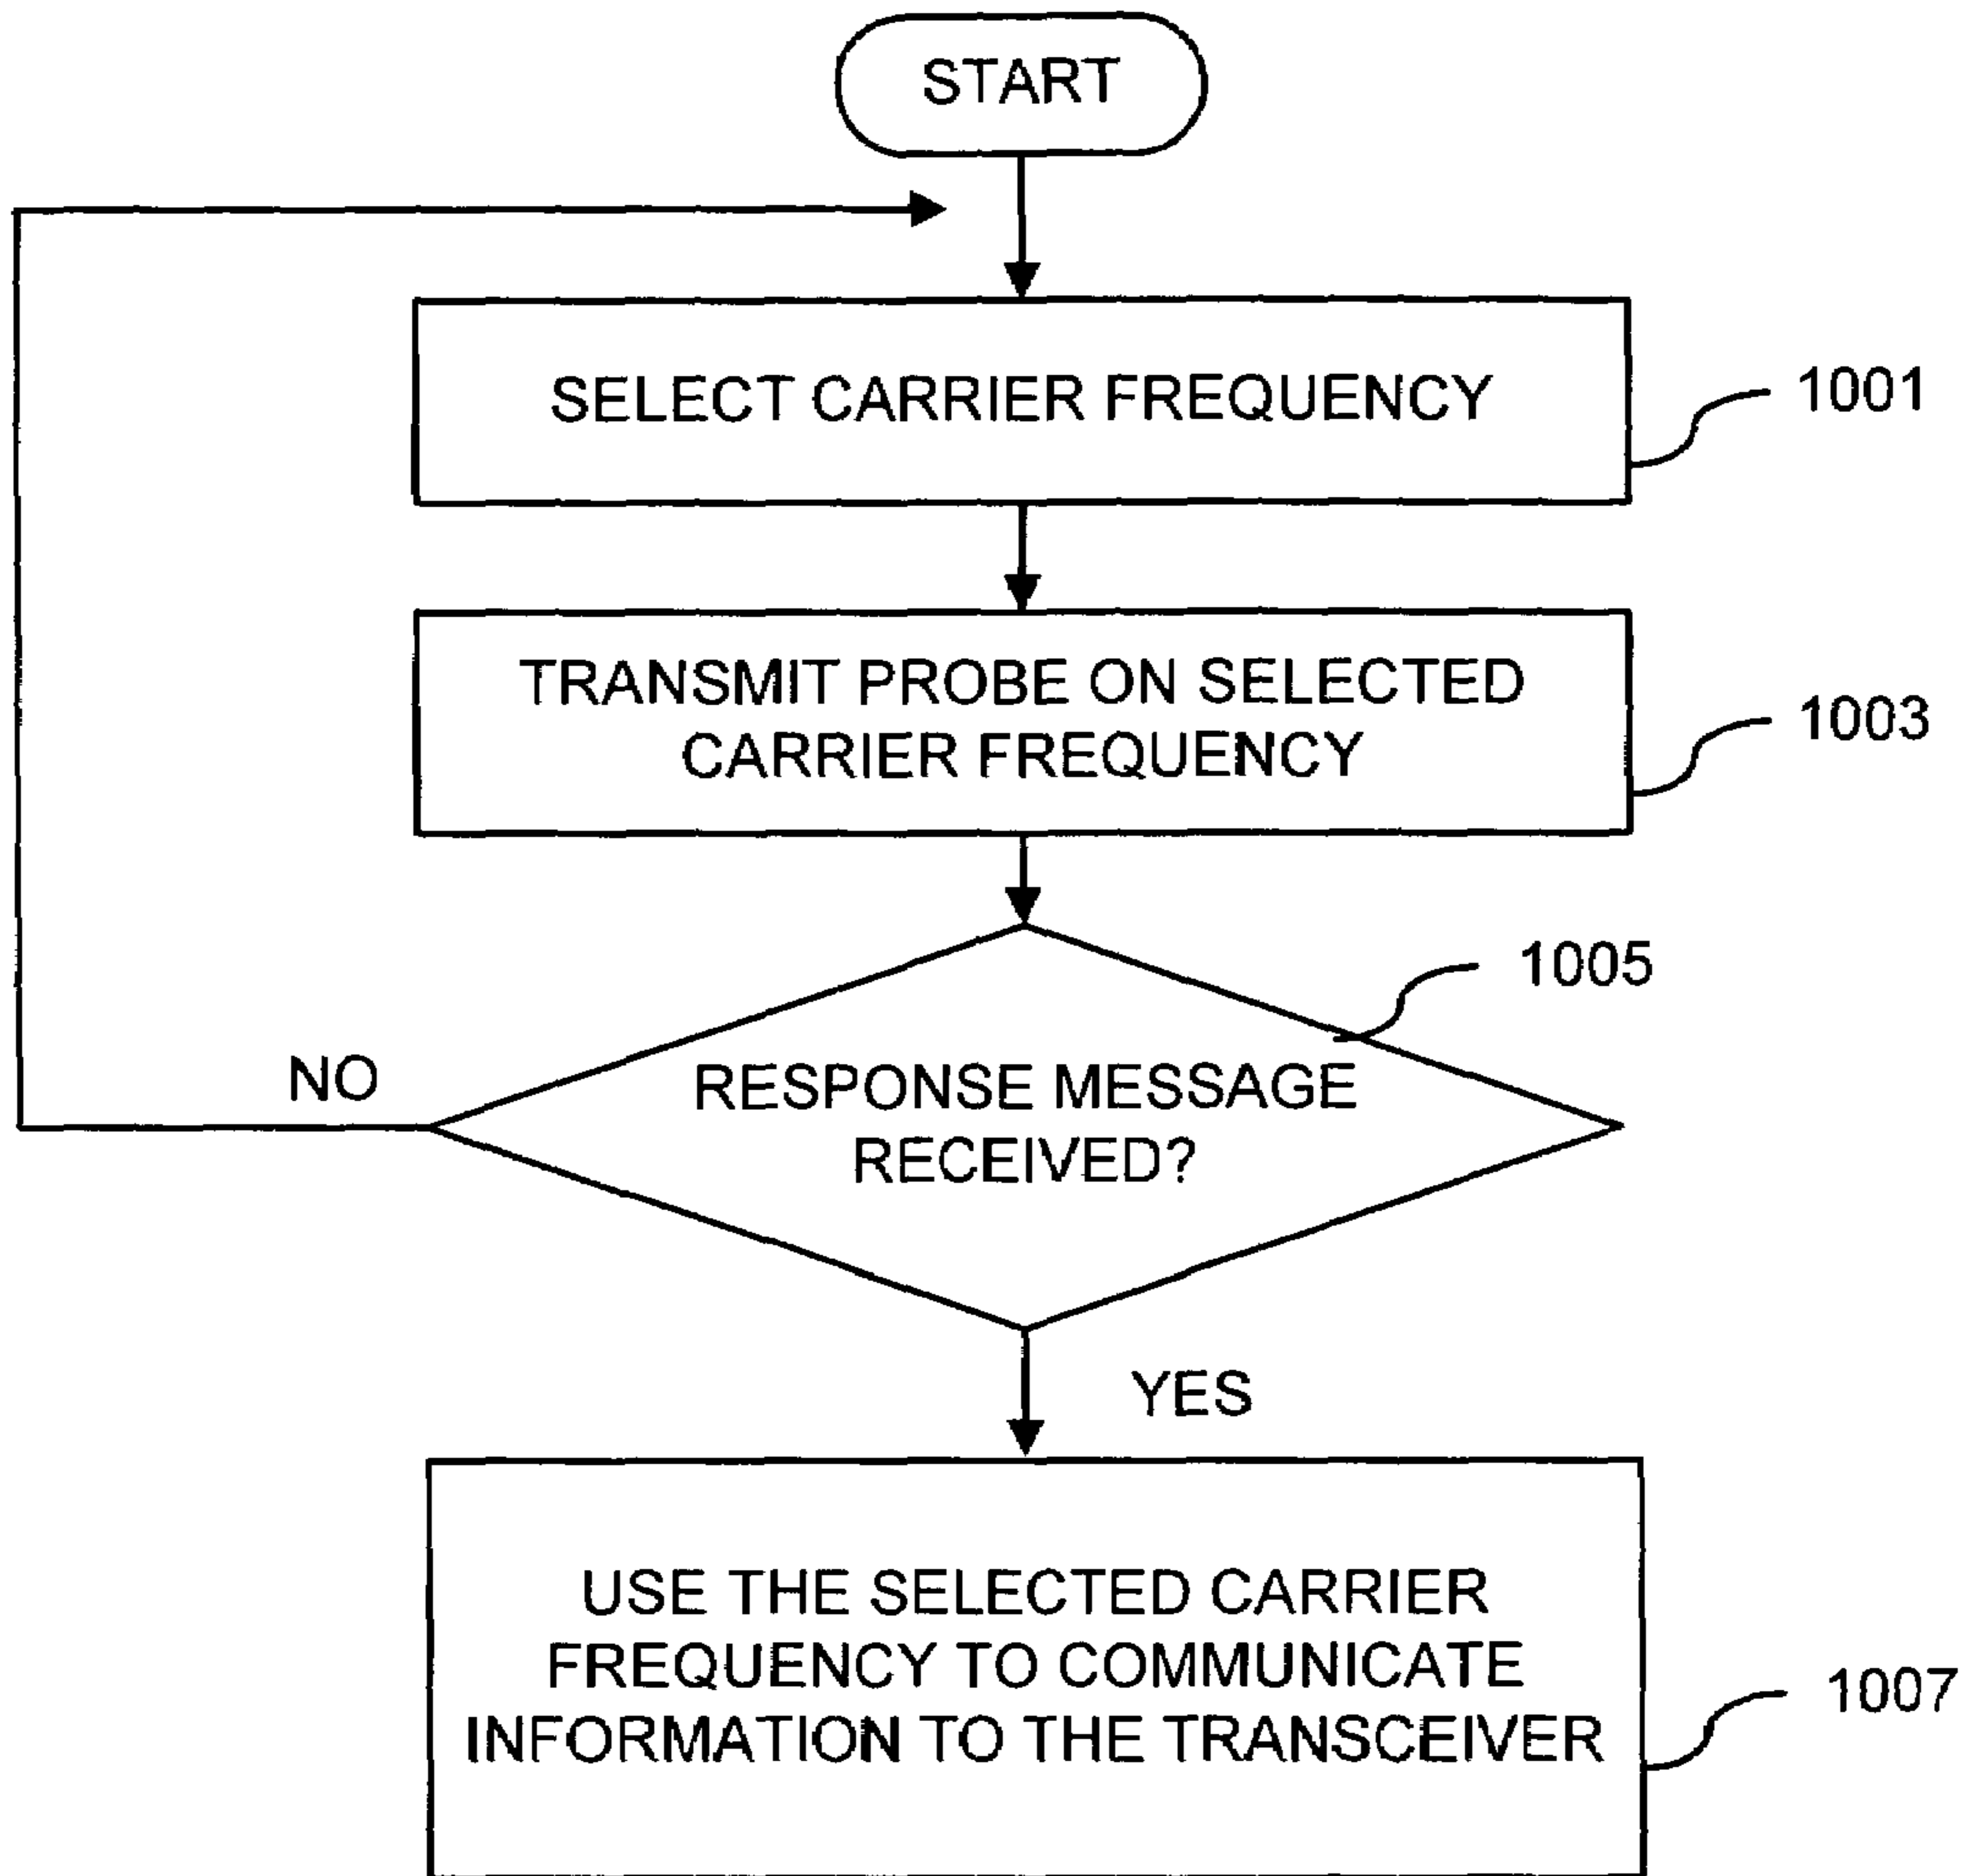 START
SELECT CARRIER FREQUENCY
1001
TRANSMIT PROBE ON SELECTED
CARRIER FREQUENCY
1003
1005
NO
RESPONSE MESSAGE
RECEIVED?
YES
USE THE SELECTED CARRIER
FREQUENCY TO COMMUNICATE
INFORMATION TO THE TRANSCEIVER
1007